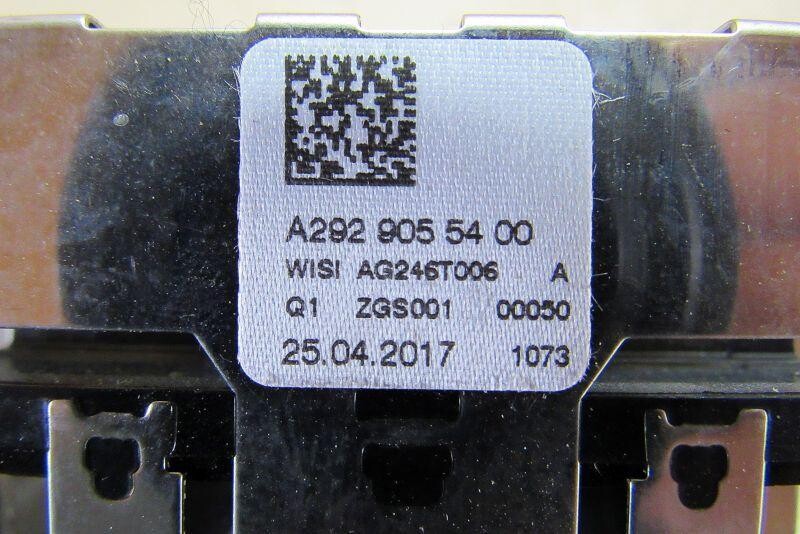 A292 905 54 00
WISI AG246T006 A
Q1 ZGS001 00050
25.04.2017 1073